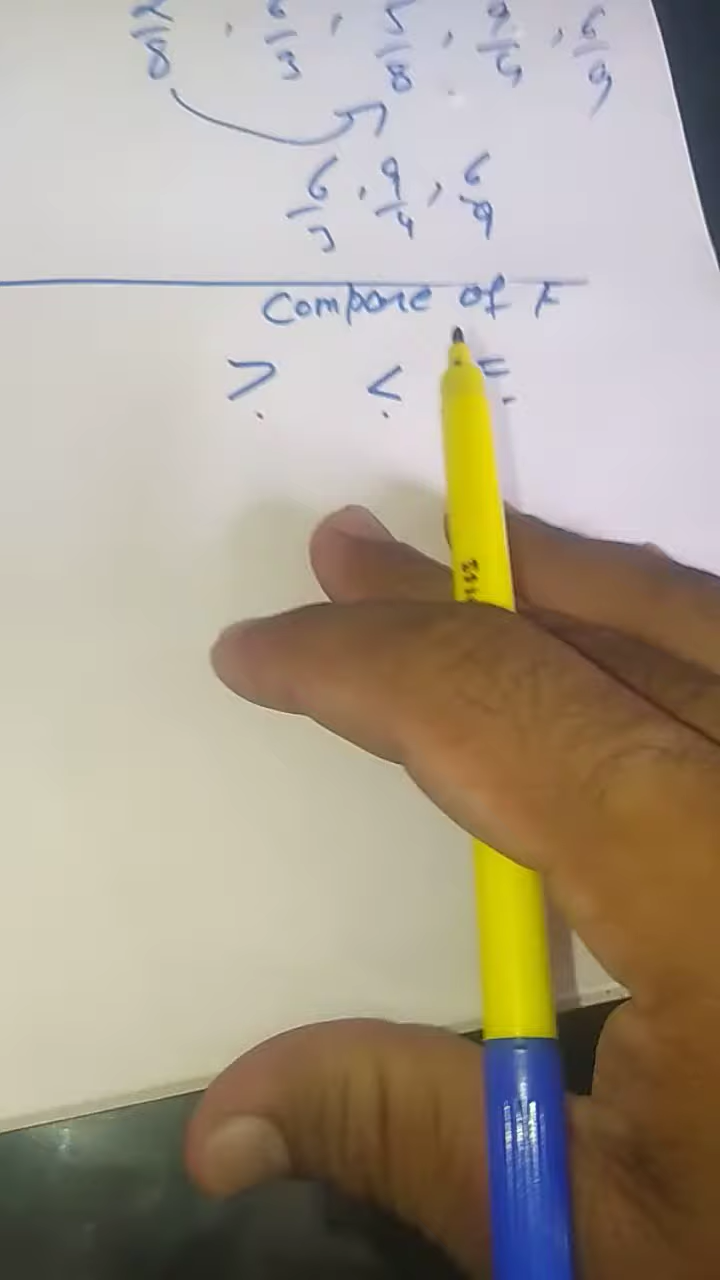 2/8 , 6/3 , 5/8 , 9/4 , 6/9
6/3 , 9/4 , 6/9
Compare of F
> < =